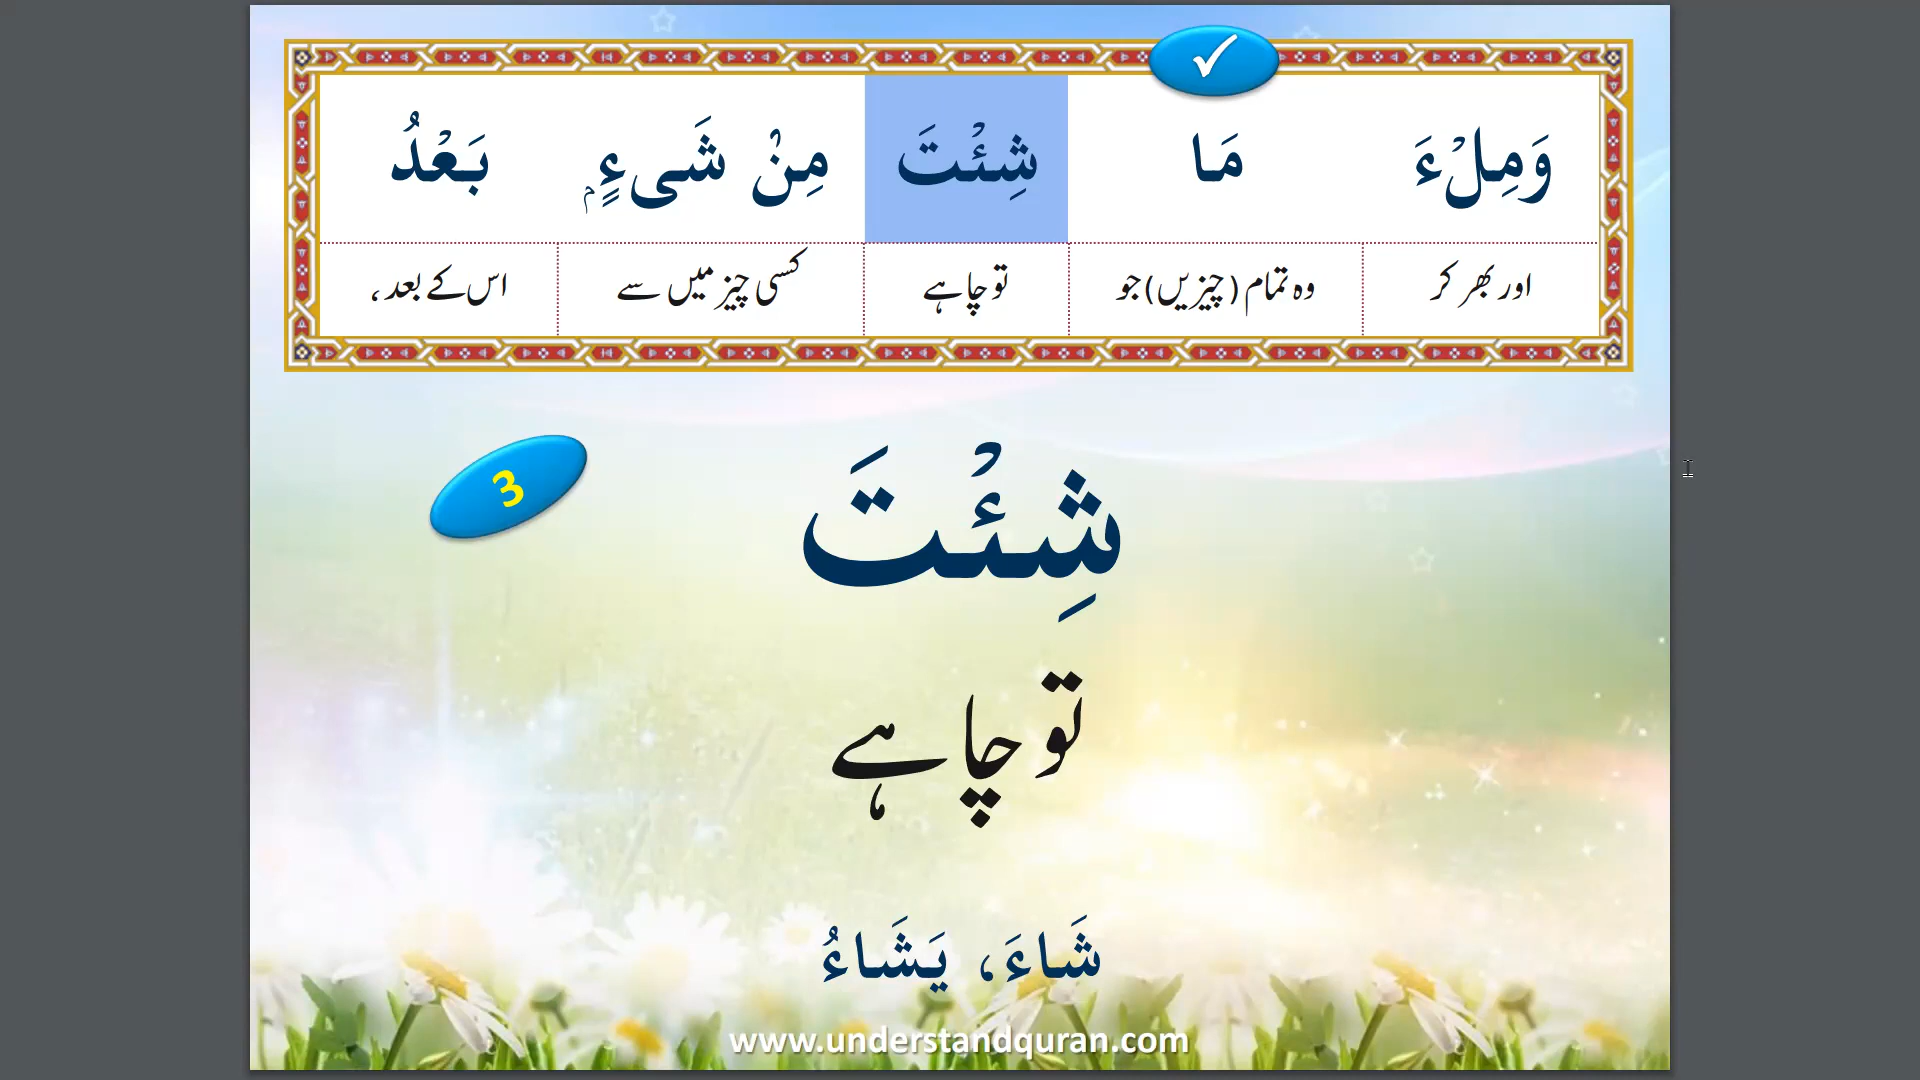 وَمِلْءَ مَا شِئْتَ مِنْ شَیءٍۢ بَعْدُ
اور بھر کر وہ تمام (چیزیں) جو تو چاہے کسی چیز میں سے اس کے بعد،
3
شِئْتَ
تو چاہے
شَاءَ، يَشَاءُ
www.understandquran.com